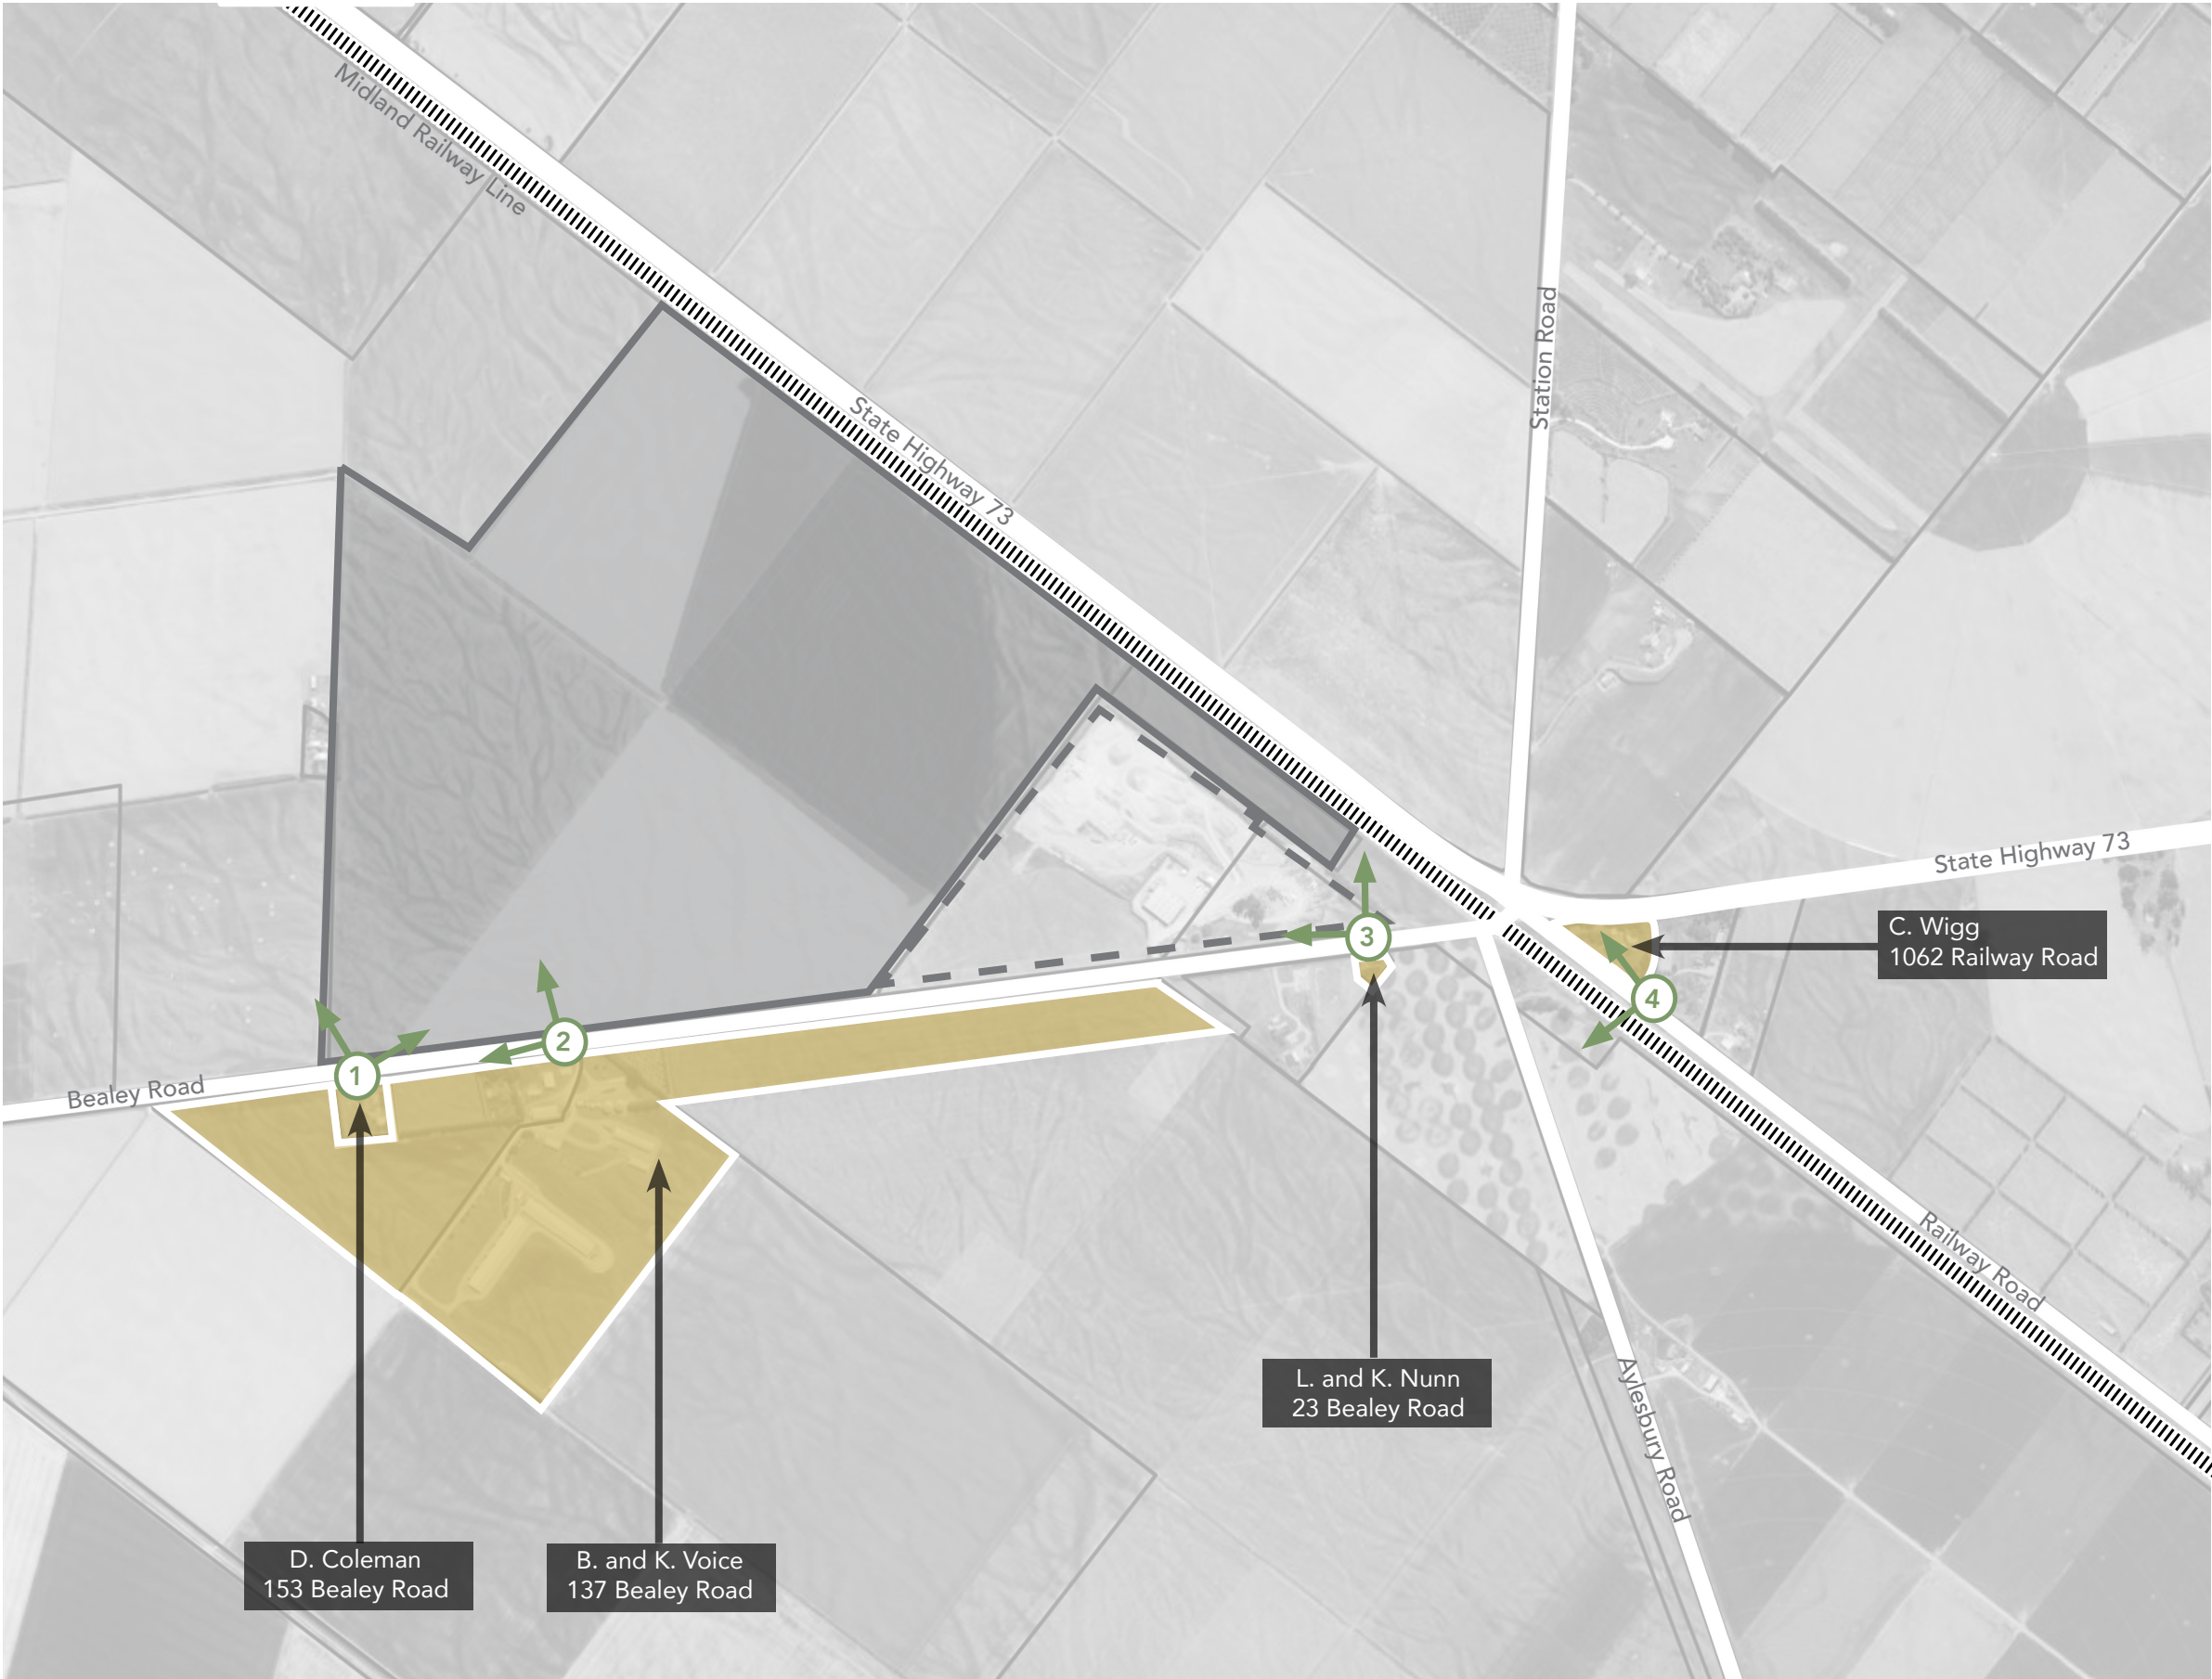 Midland Railway Line
Station Road
State Highway 73
State Highway 73
C. Wigg
1062 Railway Road
3
4
2
1
Bealey Road
Railway Road
L. and K. Nunn
23 Bealey Road
Aylesbury Road
D. Coleman
153 Bealey Road
B. and K. Voice
137 Bealey Road